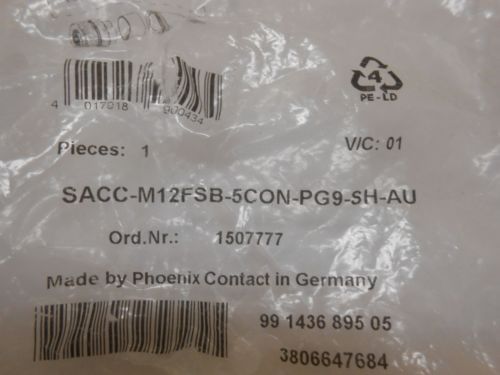 4 017918 900434
4
PE-LD
Pieces: 1
V/C: 01
SACC-M12FSB-5CON-PG9-SH-AU
Ord.Nr.: 1507777
Made by Phoenix Contact in Germany
99 1436 895 05
3806647684